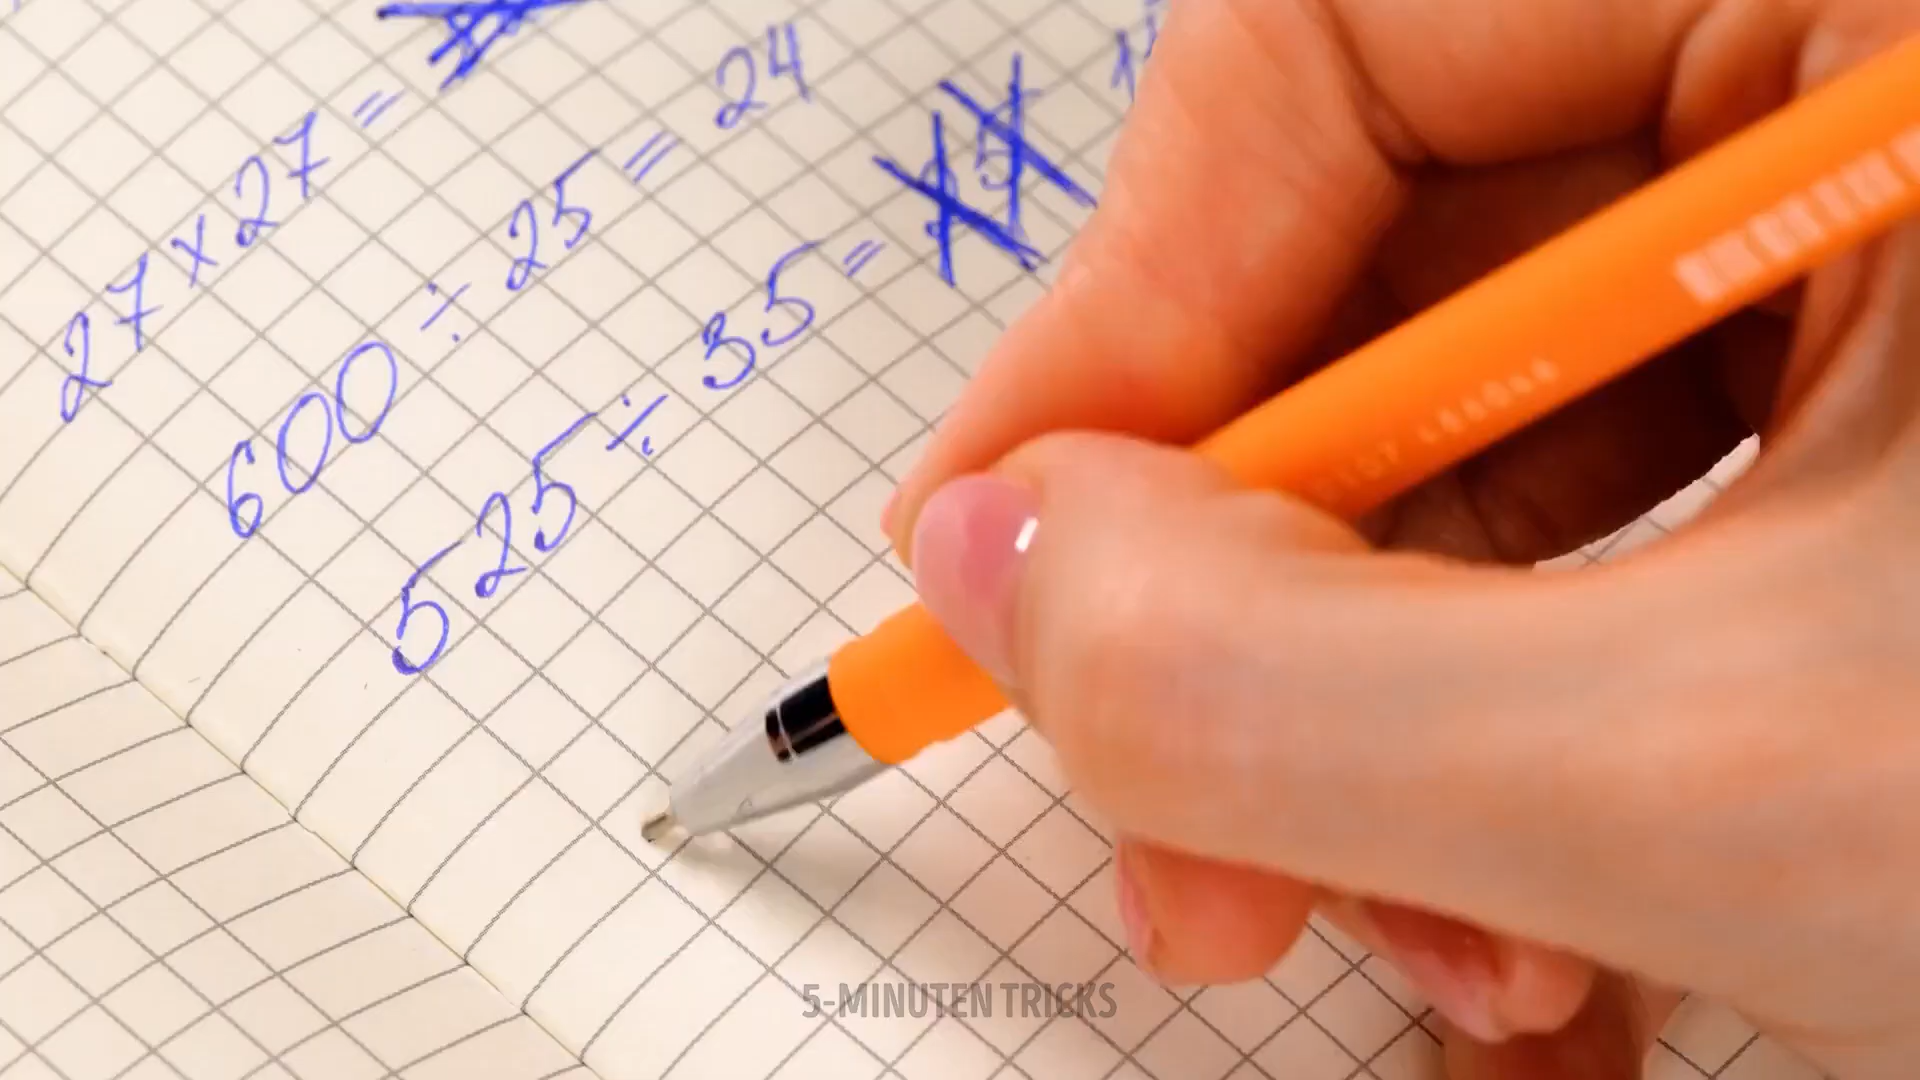 27 x 27 =
600 ÷ 25 = 24
525 ÷ 35 =
5-MINUTEN TRICKS